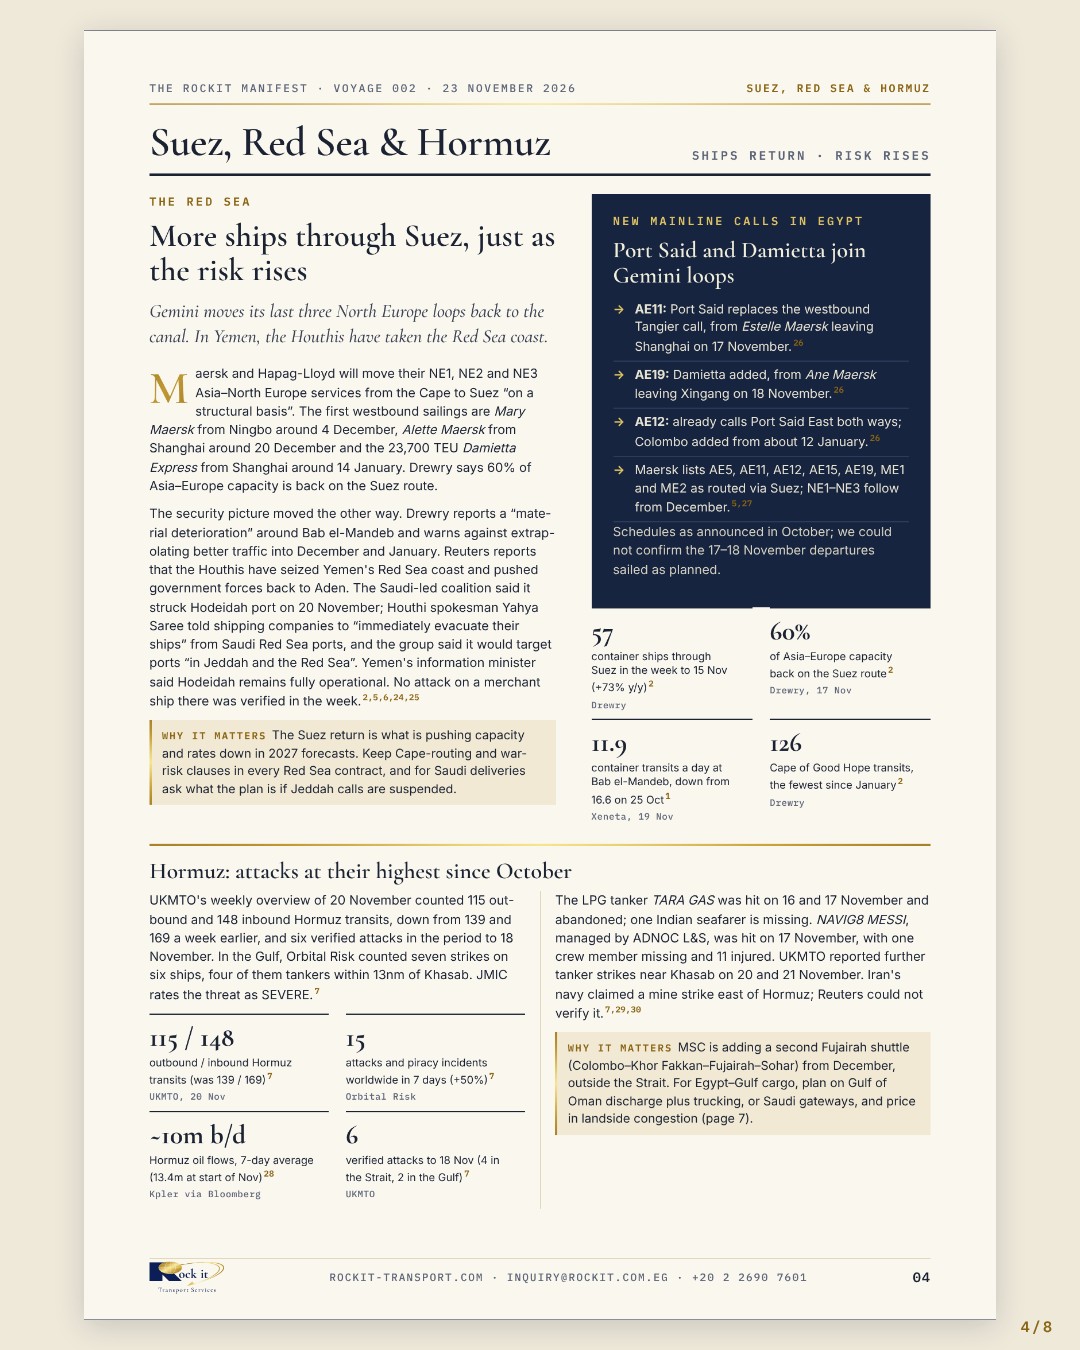 THE ROCKIT MANIFEST · VOYAGE 002 · 23 NOVEMBER 2026
SUEZ, RED SEA & HORMUZ
Suez, Red Sea & Hormuz
SHIPS RETURN · RISK RISES
THE RED SEA
More ships through Suez, just as
the risk rises
Gemini moves its last three North Europe loops back to the
canal. In Yemen, the Houthis have taken the Red Sea coast.
Maersk and Hapag-Lloyd will move their NE1, NE2 and NE3
Asia–North Europe services from the Cape to Suez “on a
structural basis”. The first westbound sailings are Mary
Maersk from Ningbo around 4 December, Alette Maersk from
Shanghai around 20 December and the 23,700 TEU Damietta
Express from Shanghai around 14 January. Drewry says 60% of
Asia–Europe capacity is back on the Suez route.
The security picture moved the other way. Drewry reports a “mate-
rial deterioration” around Bab el-Mandeb and warns against extrap-
olating better traffic into December and January. Reuters reports
that the Houthis have seized Yemen's Red Sea coast and pushed
government forces back to Aden. The Saudi-led coalition said it
struck Hodeidah port on 20 November; Houthi spokesman Yahya
Saree told shipping companies to “immediately evacuate their
ships” from Saudi Red Sea ports, and the group said it would target
ports “in Jeddah and the Red Sea”. Yemen's information minister
said Hodeidah remains fully operational. No attack on a merchant
ship there was verified in the week. 2,5,6,24,25
WHY IT MATTERS The Suez return is what is pushing capacity
and rates down in 2027 forecasts. Keep Cape-routing and war-
risk clauses in every Red Sea contract, and for Saudi deliveries
ask what the plan is if Jeddah calls are suspended.
NEW MAINLINE CALLS IN EGYPT
Port Said and Damietta join
Gemini loops
→ AE11: Port Said replaces the westbound
Tangier call, from Estelle Maersk leaving
Shanghai on 17 November. 26
→ AE19: Damietta added, from Ane Maersk
leaving Xingang on 18 November. 26
→ AE12: already calls Port Said East both ways;
Colombo added from about 12 January. 26
→ Maersk lists AE5, AE11, AE12, AE15, AE19, ME1
and ME2 as routed via Suez; NE1–NE3 follow
from December. 5,27
Schedules as announced in October; we could
not confirm the 17–18 November departures
sailed as planned.
57
container ships through
Suez in the week to 15 Nov
(+73% y/y) 2
Drewry
60%
of Asia–Europe capacity
back on the Suez route 2
Drewry, 17 Nov
11.9
container transits a day at
Bab el-Mandeb, down from
16.6 on 25 Oct 1
Xeneta, 19 Nov
126
Cape of Good Hope transits,
the fewest since January 2
Drewry
Hormuz: attacks at their highest since October
UKMTO's weekly overview of 20 November counted 115 out-
bound and 148 inbound Hormuz transits, down from 139 and
169 a week earlier, and six verified attacks in the period to 18
November. In the Gulf, Orbital Risk counted seven strikes on
six ships, four of them tankers within 13nm of Khasab. JMIC
rates the threat as SEVERE. 7
115 / 148
outbound / inbound Hormuz
transits (was 139 / 169) 7
UKMTO, 20 Nov
15
attacks and piracy incidents
worldwide in 7 days (+50%) 7
Orbital Risk
~10m b/d
Hormuz oil flows, 7-day average
(13.4m at start of Nov) 28
Kpler via Bloomberg
6
verified attacks to 18 Nov (4 in
the Strait, 2 in the Gulf) 7
UKMTO
The LPG tanker TARA GAS was hit on 16 and 17 November and
abandoned; one Indian seafarer is missing. NAVIG8 MESSI,
managed by ADNOC L&S, was hit on 17 November, with one
crew member missing and 11 injured. UKMTO reported further
tanker strikes near Khasab on 20 and 21 November. Iran's
navy claimed a mine strike east of Hormuz; Reuters could not
verify it. 7,29,30
WHY IT MATTERS MSC is adding a second Fujairah shuttle
(Colombo–Khor Fakkan–Fujairah–Sohar) from December,
outside the Strait. For Egypt–Gulf cargo, plan on Gulf of
Oman discharge plus trucking, or Saudi gateways, and price
in landside congestion (page 7).
Rock it
Transport Services
ROCKIT-TRANSPORT.COM · INQUIRY@ROCKIT.COM.EG · +20 2 2690 7601
04
4/8